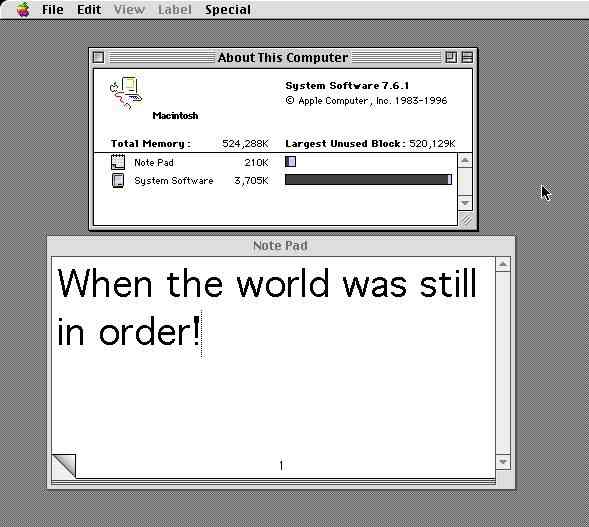 File Edit View Label Special
About This Computer
System Software 7.6.1
© Apple Computer, Inc. 1983-1996
Macintosh
Total Memory : 524,288K Largest Unused Block : 520,129K
Note Pad 210K
System Software 3,705K
Note Pad
When the world was still
in order!
1